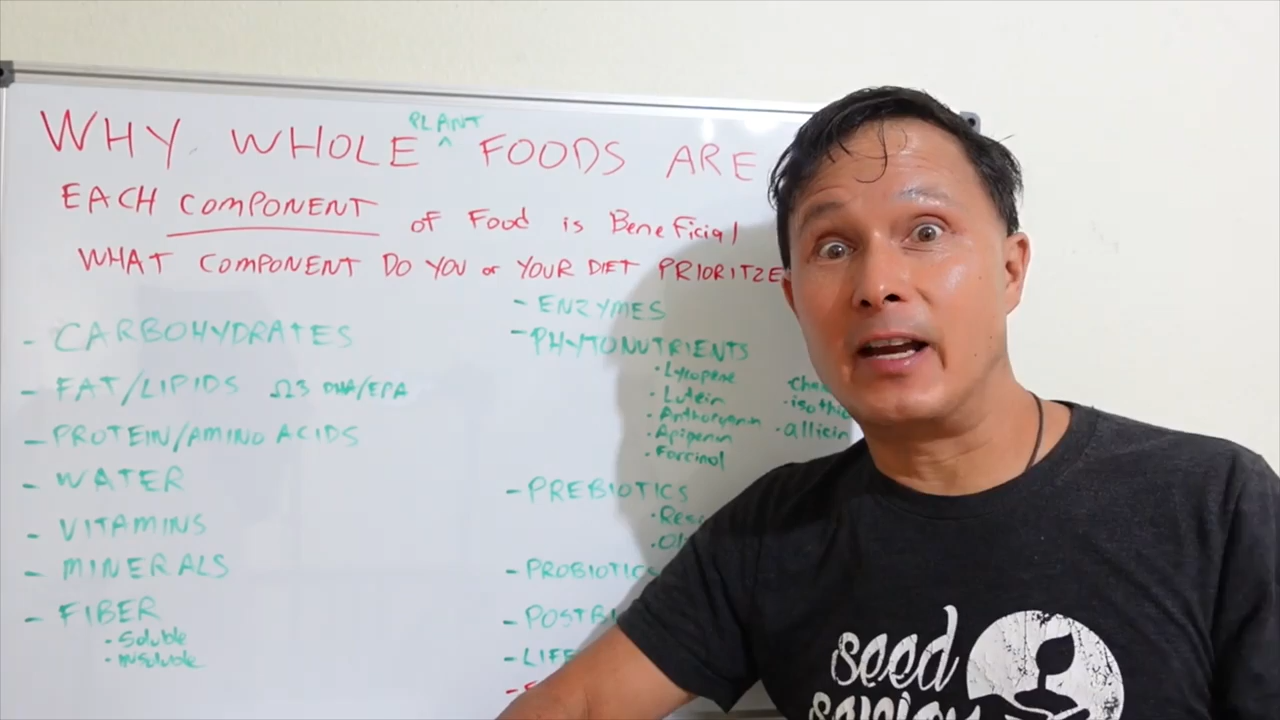 WHY WHOLE PLANT ^ FOODS ARE
EACH COMPONENT of Food is Beneficial
WHAT COMPONENT DO YOU or YOUR DIET PRIORITZE
- CARBOHYDRATES
- FAT/LIPIDS Ω3 DHA/EPA
- PROTEIN/AMINO ACIDS
- WATER
- VITAMINS
- MINERALS
- FIBER
· Soluble
· insoluble
- ENZYMES
- PHYTONUTRIENTS
· Lycopene
· Lutein
· Anthocyanin
· Apigenin
· allicin
- PREBIOTICS
- PROBIOTICS
seed